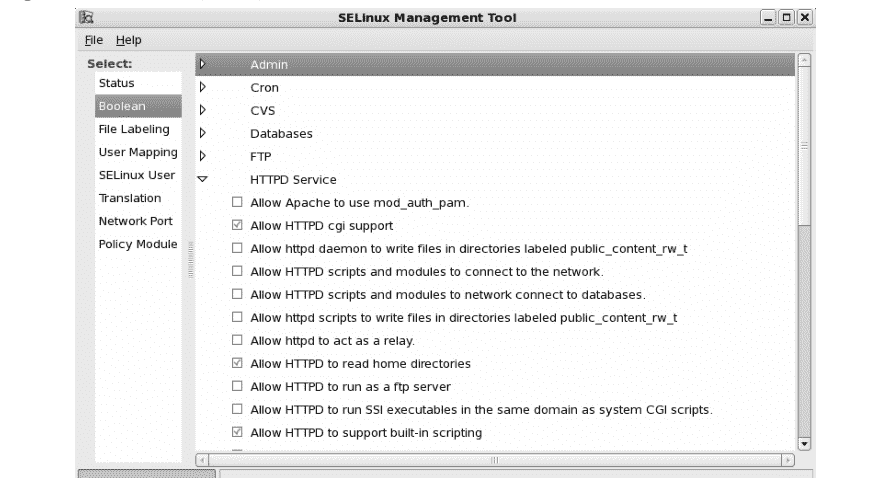 SELinux Management Tool
File Help
Select:
Status
Boolean
File Labeling
User Mapping
SELinux User
Translation
Network Port
Policy Module
Admin
Cron
CVS
Databases
FTP
HTTPD Service
Allow Apache to use mod_auth_pam.
Allow HTTPD cgi support
Allow httpd daemon to write files in directories labeled public_content_rw_t
Allow HTTPD scripts and modules to connect to the network.
Allow HTTPD scripts and modules to network connect to databases.
Allow httpd scripts to write files in directories labeled public_content_rw_t
Allow httpd to act as a relay.
Allow HTTPD to read home directories
Allow HTTPD to run as a ftp server
Allow HTTPD to run SSI executables in the same domain as system CGI scripts.
Allow HTTPD to support built-in scripting